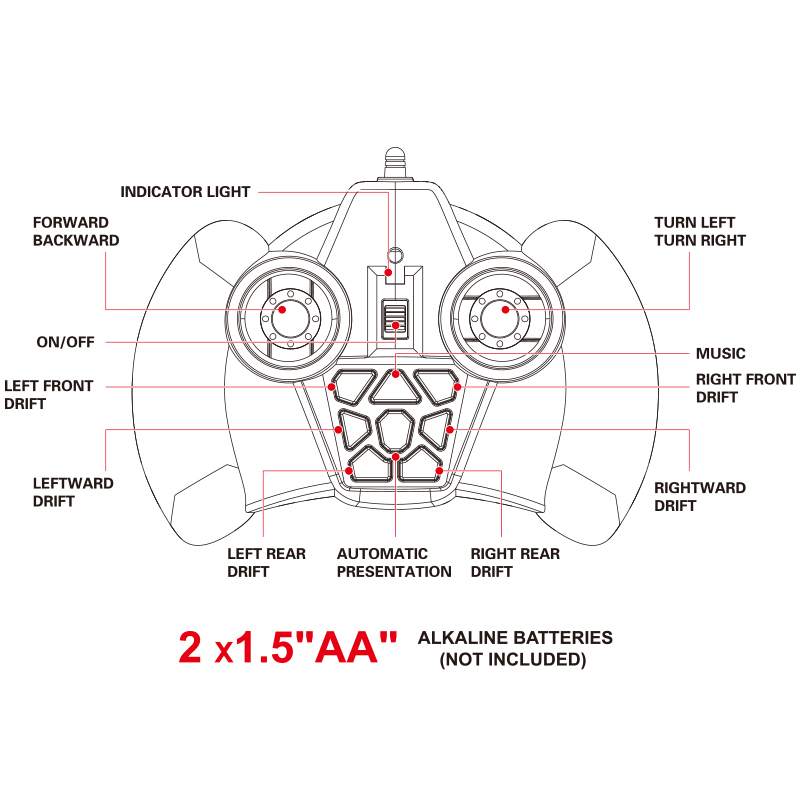 INDICATOR LIGHT
FORWARD
BACKWARD
TURN LEFT
TURN RIGHT
ON/OFF
MUSIC
LEFT FRONT
DRIFT
RIGHT FRONT
DRIFT
LEFTWARD
DRIFT
RIGHTWARD
DRIFT
LEFT REAR
DRIFT
AUTOMATIC
PRESENTATION
RIGHT REAR
DRIFT
2 x1.5"AA"
ALKALINE BATTERIES
(NOT INCLUDED)